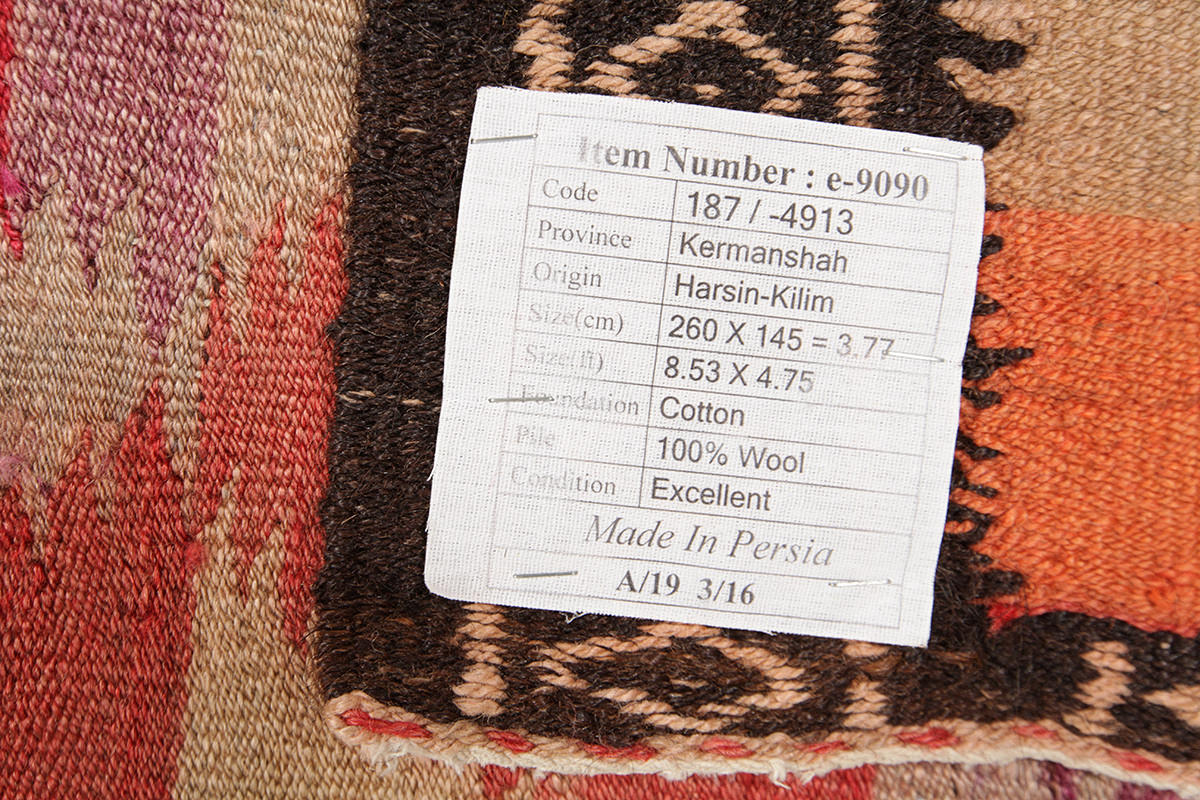 Item Number : e-9090
Code 187 / -4913
Province Kermanshah
Origin Harsin-Kilim
Size(cm) 260 X 145 = 3.77
Size(ft) 8.53 X 4.75
Foundation Cotton
Pile 100% Wool
Condition Excellent
Made In Persia
A/19 3/16